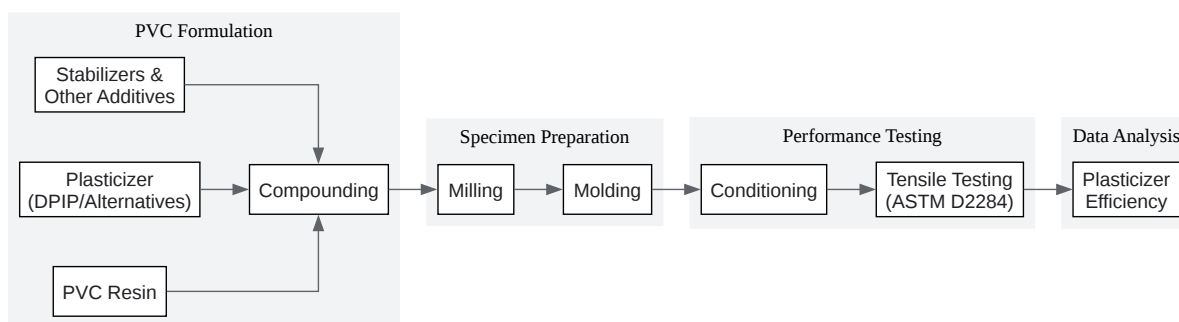 PVC Formulation
Stabilizers &
Other Additives
Plasticizer
(DPIP/Alternatives)
PVC Resin
Compounding
Specimen Preparation
Milling
Molding
Performance Testing
Conditioning
Tensile Testing
(ASTM D2284)
Data Analysis
Plasticizer
Efficiency